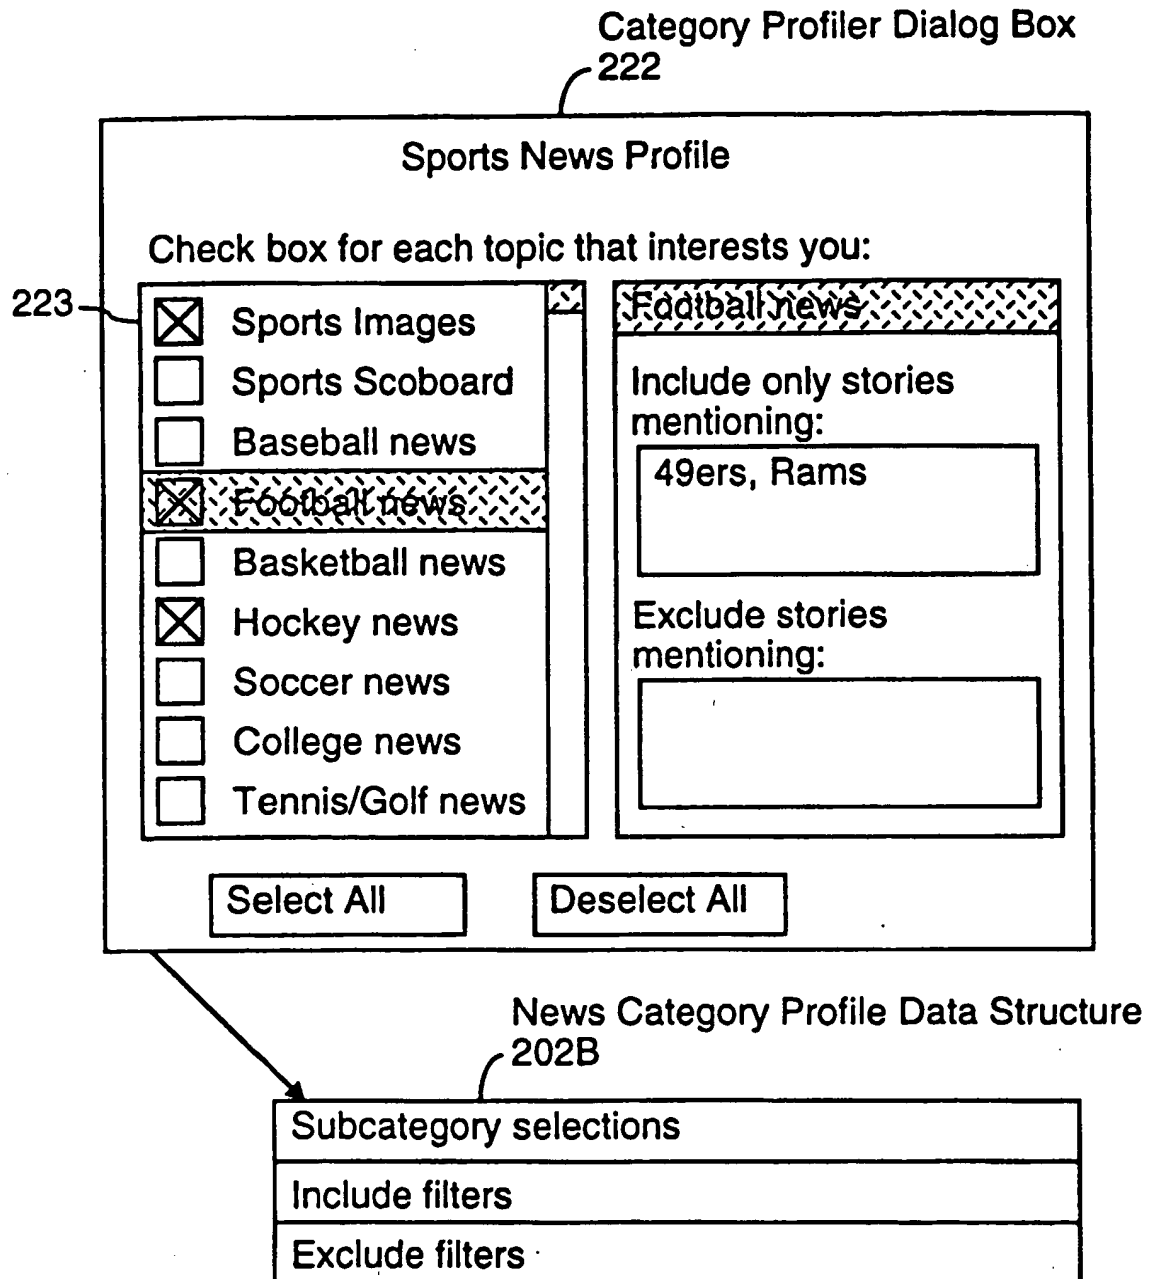 Category Profiler Dialog Box
222
Sports News Profile
Check box for each topic that interests you:
223
Sports Images
Sports Scoboard
Baseball news
Football news
Basketball news
Hockey news
Soccer news
College news
Tennis/Golf news
Football news
Include only stories
mentioning:
49ers, Rams
Exclude stories
mentioning:
Select All
Deselect All
News Category Profile Data Structure
202B
Subcategory selections
Include filters
Exclude filters